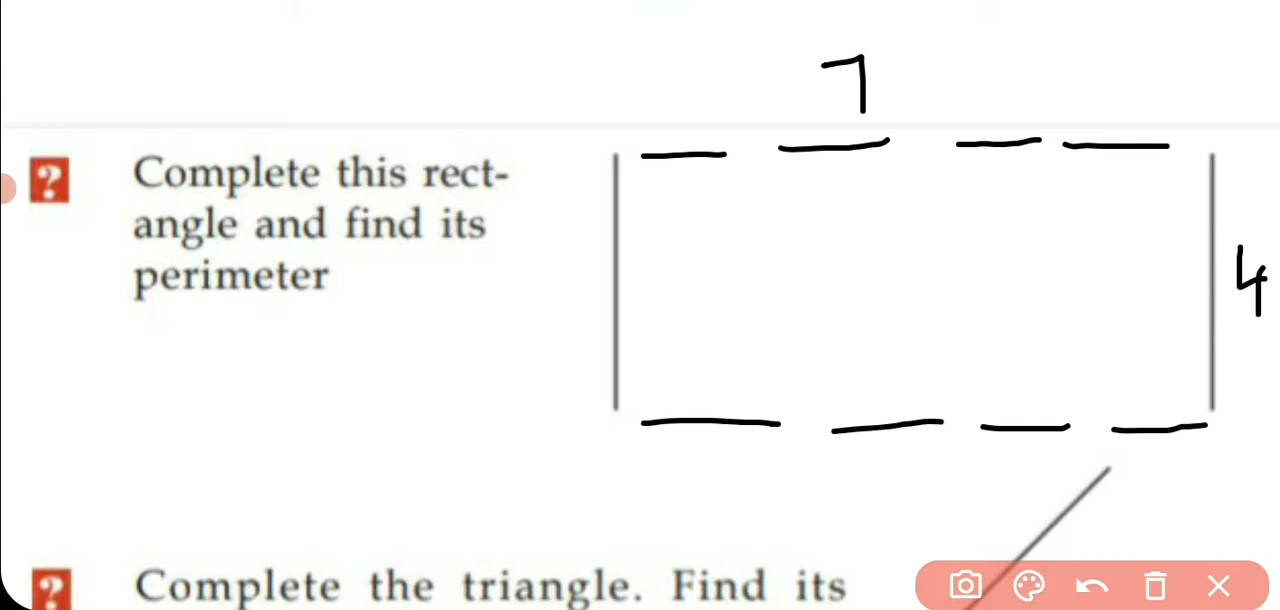 7
?
Complete this rect-
angle and find its
perimeter
4
?
Complete the triangle. Find its